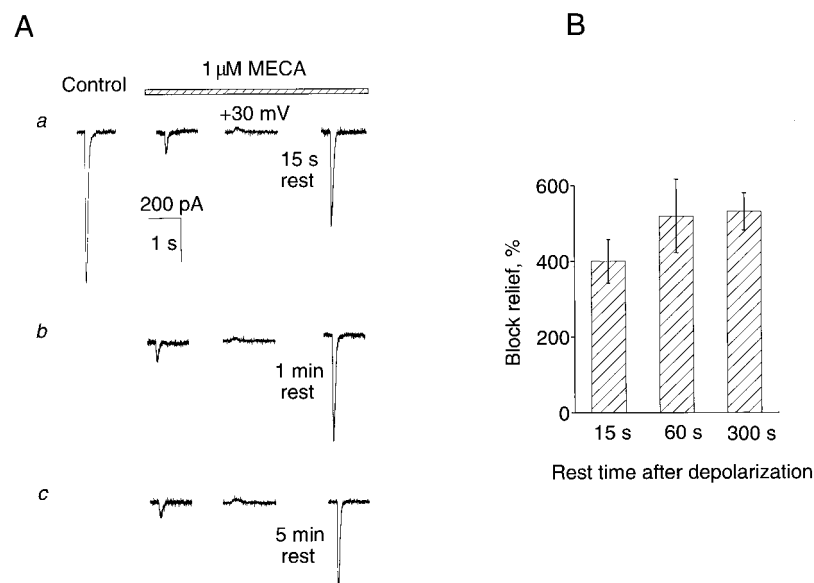 A
B
Control
1 μM MECA
a
+30 mV
15 s
rest
200 pA
1 s
b
1 min
rest
c
5 min
rest
Block relief, %
600
400
200
0
15 s 60 s 300 s
Rest time after depolarization